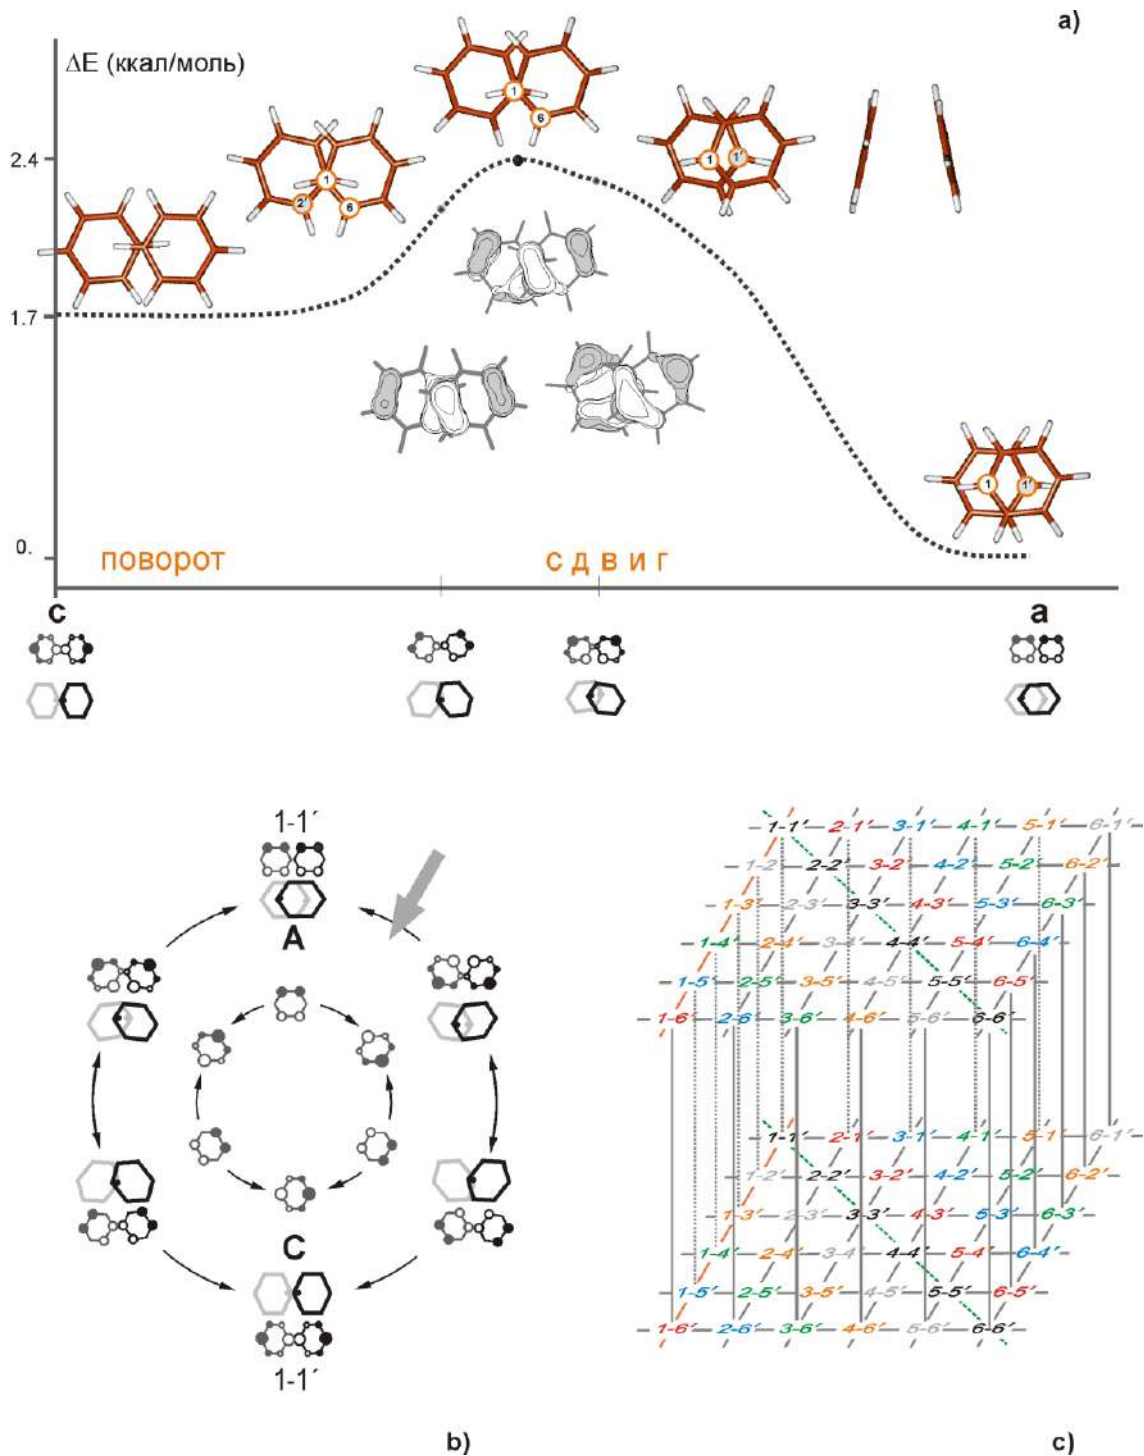 a)
ΔE (ккал/моль)
1
6
2.4
1
1'
1
2'
6
1.7
1
1'
0.
поворот
сдвиг
c
a
1-1´
A
C
1-1´
b)
1-1′ 2-1′ 3-1′ 4-1′ 5-1′ 6-1′
1-2 2-2′ 3-2 4-2 5-2′ 6-2′
1-3′ 2-3′ 3-3′ 4-3′ 5-3′ 6-3′
1-4′ 2-4′ 3-4′ 4-4′ 5-4′ 6-4′
1-5′ 2-5′ 3-5′ 4-5′ 5-5′ 6-5′
1-6′ 2-6′ 3-6′ 4-6′ 5-6′ 6-6′
1-1′ 2-1′ 3-1′ 4-1′ 5-1′ 6-1′
1-2′ 2-2′ 3-2′ 4-2′ 5-2′ 6-2′
1-3′ 2-3′ 3-3′ 4-3′ 5-3′ 6-3′
1-4′ 2-4′ 3-4′ 4-4′ 5-4′ 6-4′
1-5′ 2-5′ 3-5′ 4-5′ 5-5′ 6-5′
1-6′ 2-6′ 3-6′ 4-6′ 5-6′ 6-6′
c)